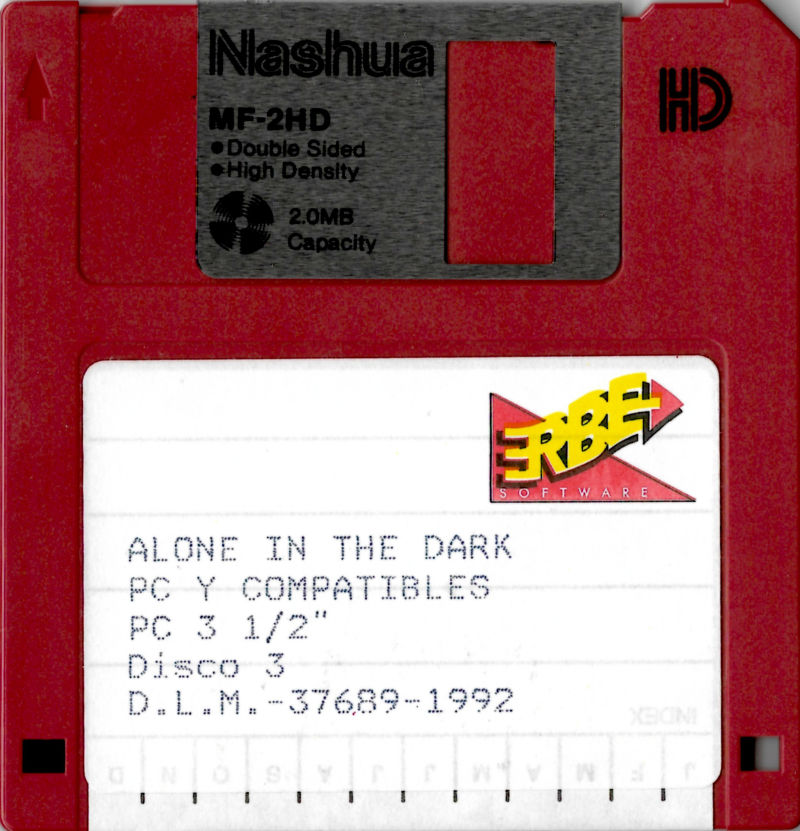 Nashua
HD
MF-2HD
•Double Sided
•High Density
2.0MB
Capacity
ERBE
SOFTWARE
ALONE IN THE DARK
PC Y COMPATIBLES
PC 3 1/2"
Disco 3
D.L.M.-37689-1992
INDEX
J F M A M J J A S O N D